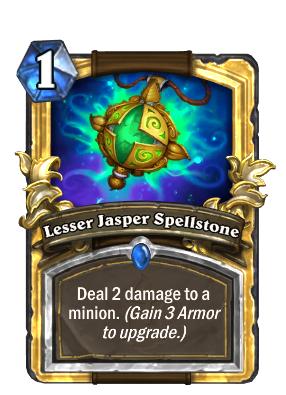 1
Lesser Jasper Spellstone
Deal 2 damage to a
minion. (Gain 3 Armor
to upgrade.)